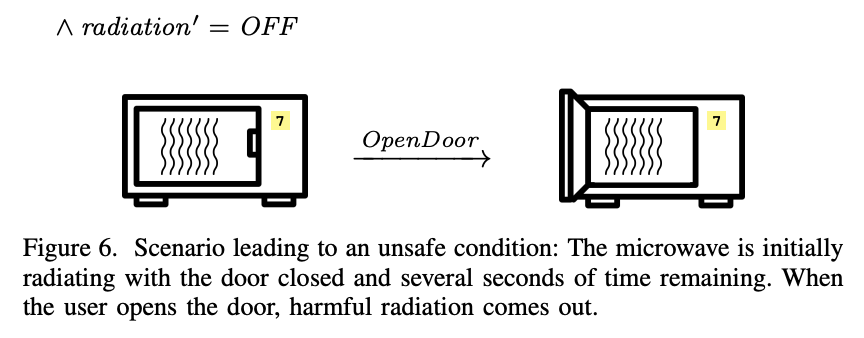 ∧ radiation′ = OFF
7 OpenDoor 7
Figure 6. Scenario leading to an unsafe condition: The microwave is initially
radiating with the door closed and several seconds of time remaining. When
the user opens the door, harmful radiation comes out.